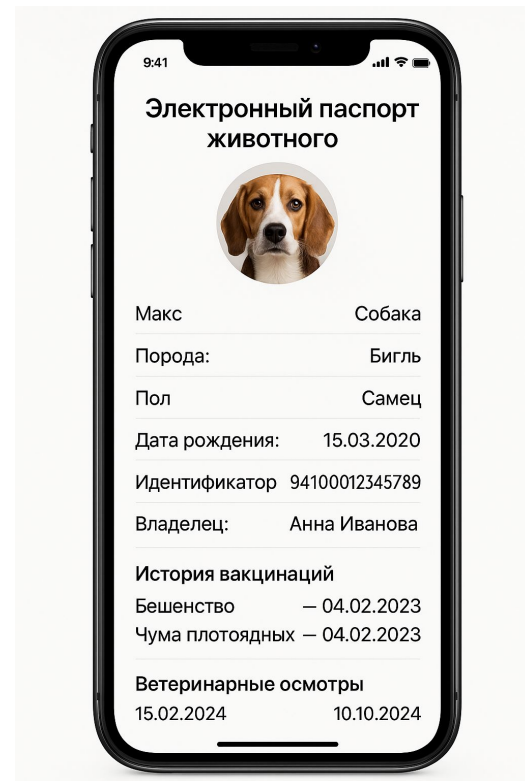 9:41
Электронный паспорт
животного
Макс Собака
Порода: Бигль
Пол Самец
Дата рождения: 15.03.2020
Идентификатор 94100012345789
Владелец: Анна Иванова
История вакцинаций
Бешенство — 04.02.2023
Чума плотоядных — 04.02.2023
Ветеринарные осмотры
15.02.2024 10.10.2024